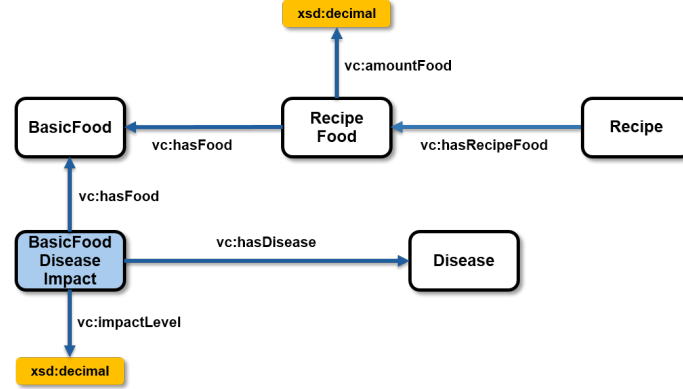 xsd:decimal
vc:amountFood
BasicFood
Recipe
Food
Recipe
vc:hasFood
vc:hasRecipeFood
vc:hasFood
BasicFood
Disease
Impact
vc:hasDisease
Disease
vc:impactLevel
xsd:decimal